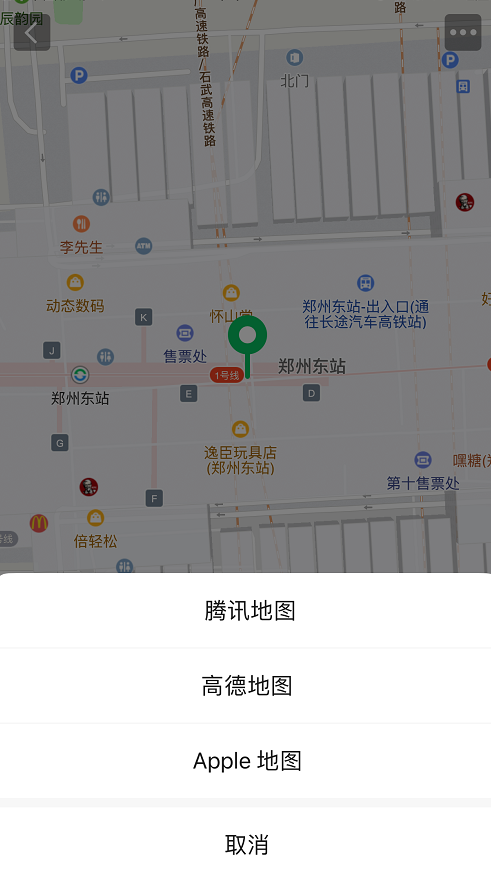 辰韵园
广高速铁路/石武高速铁路
路
P
北门
P
李先生
ATM
动态数码
怀山堂
郑州东站-出入口(通
往长途汽车高铁站)
好
K
J
售票处
郑州东站
1号线
郑州东站
E
D
逸臣玩具店
(郑州东站)
G
第十售票处
嘿糖(郑
F
倍轻松
号线
腾讯地图
高德地图
Apple 地图
取消